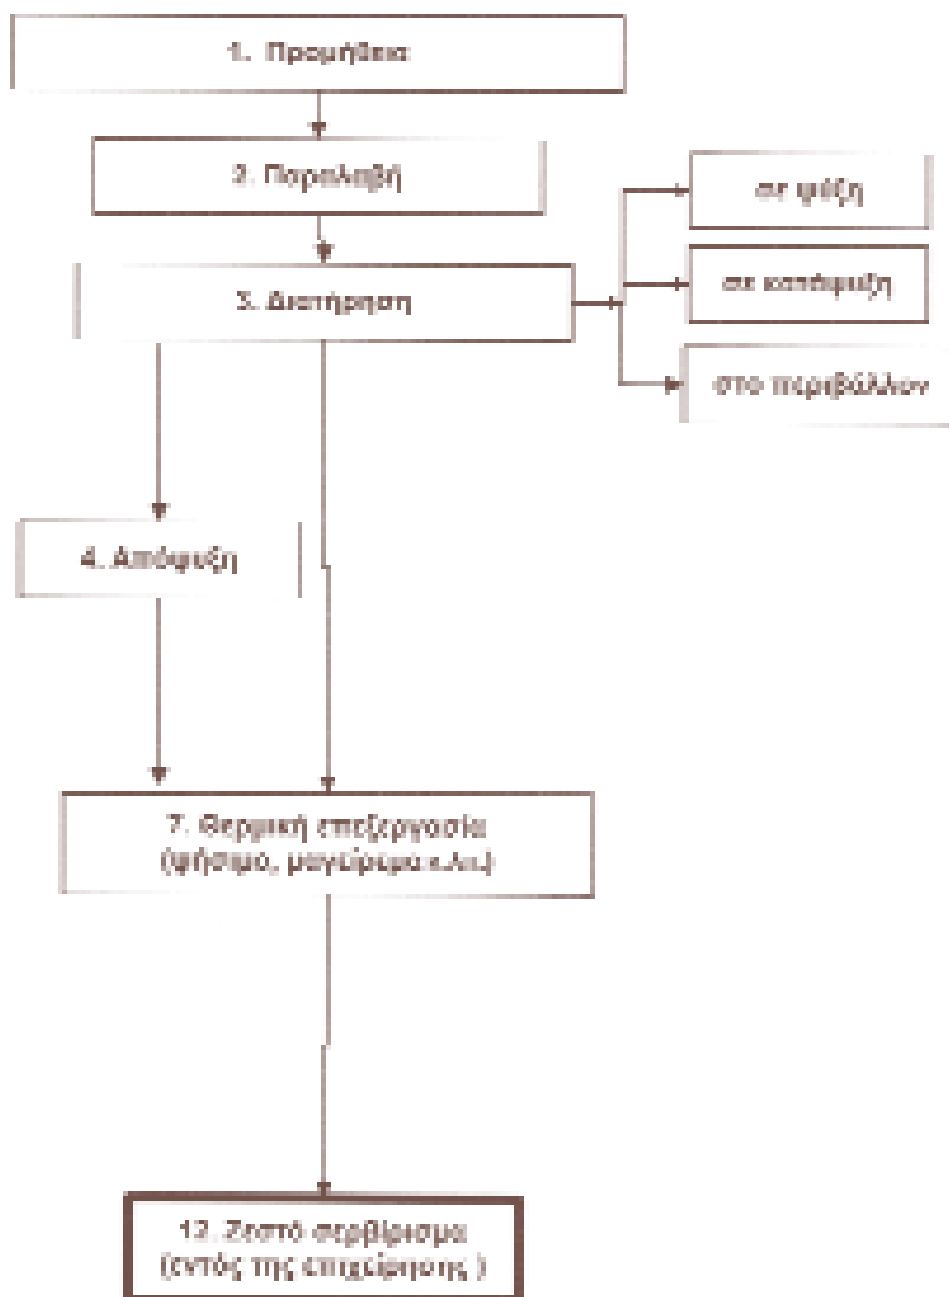 1. Προμήθεια
2. Παραλαβή
σε ψύξη
σε κατάψυξη
3. Διατήρηση
στο περιβάλλον
4. Απόψυξη
7. Θερμική επεξεργασία
(ψήσιμο, μαγείρεμα κ.λπ.)
12. Ζεστό σερβίρισμα
(εντός της επιχείρησης )